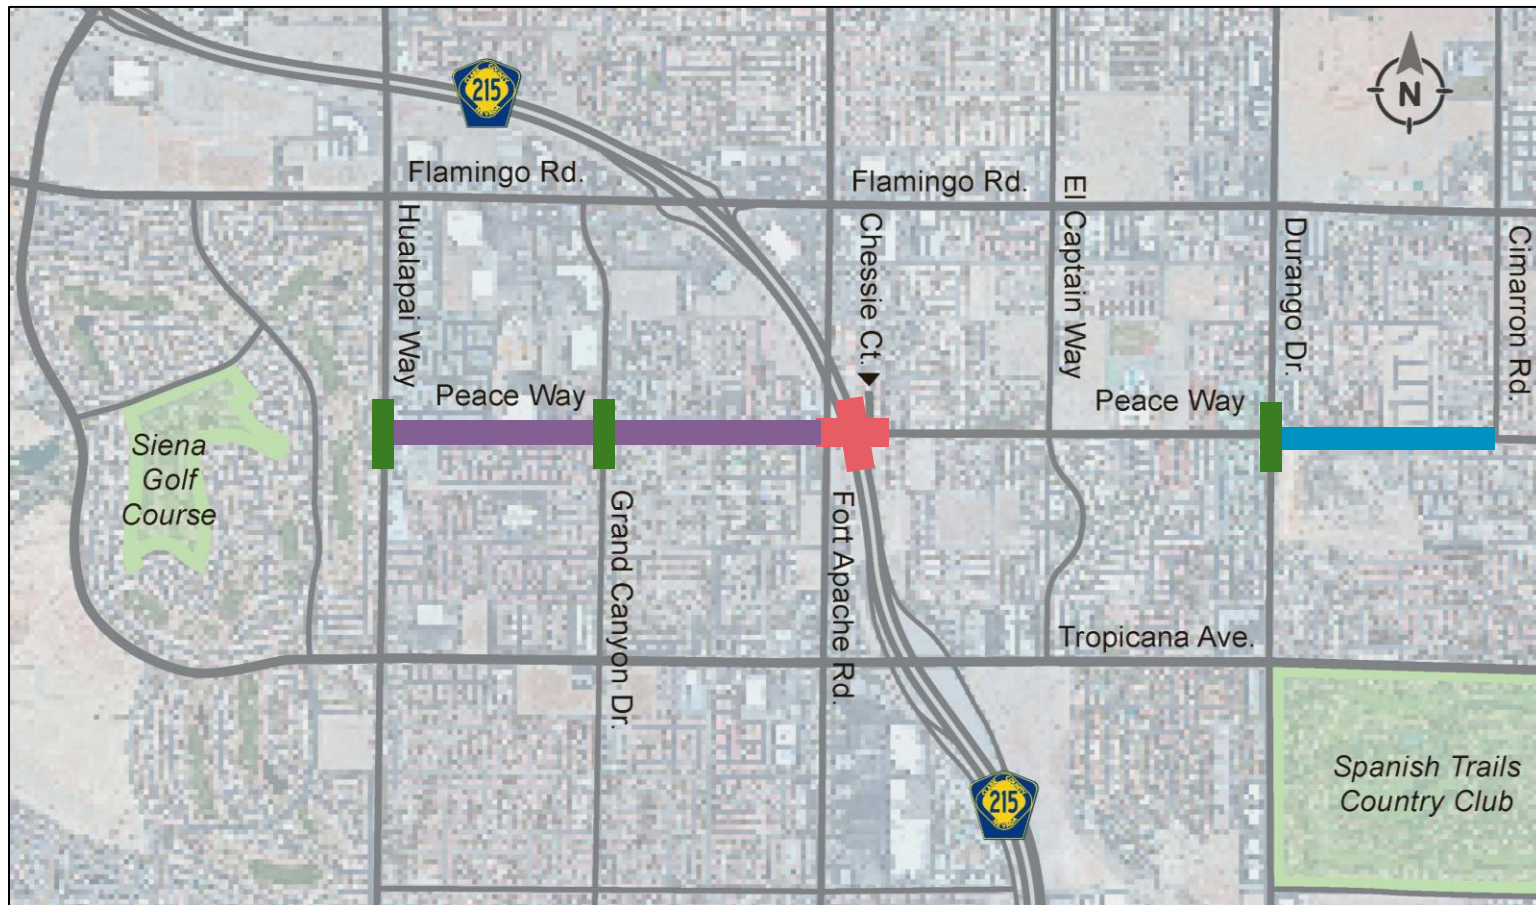 215
Flamingo Rd.
Flamingo Rd.
N
Hualapai Way
Chessie Ct.
El Captain Way
Durango Dr.
Cimarron Rd.
Peace Way
Peace Way
Siena
Golf
Course
Grand Canyon Dr.
Fort Apache Rd.
Tropicana Ave.
215
Spanish Trails
Country Club